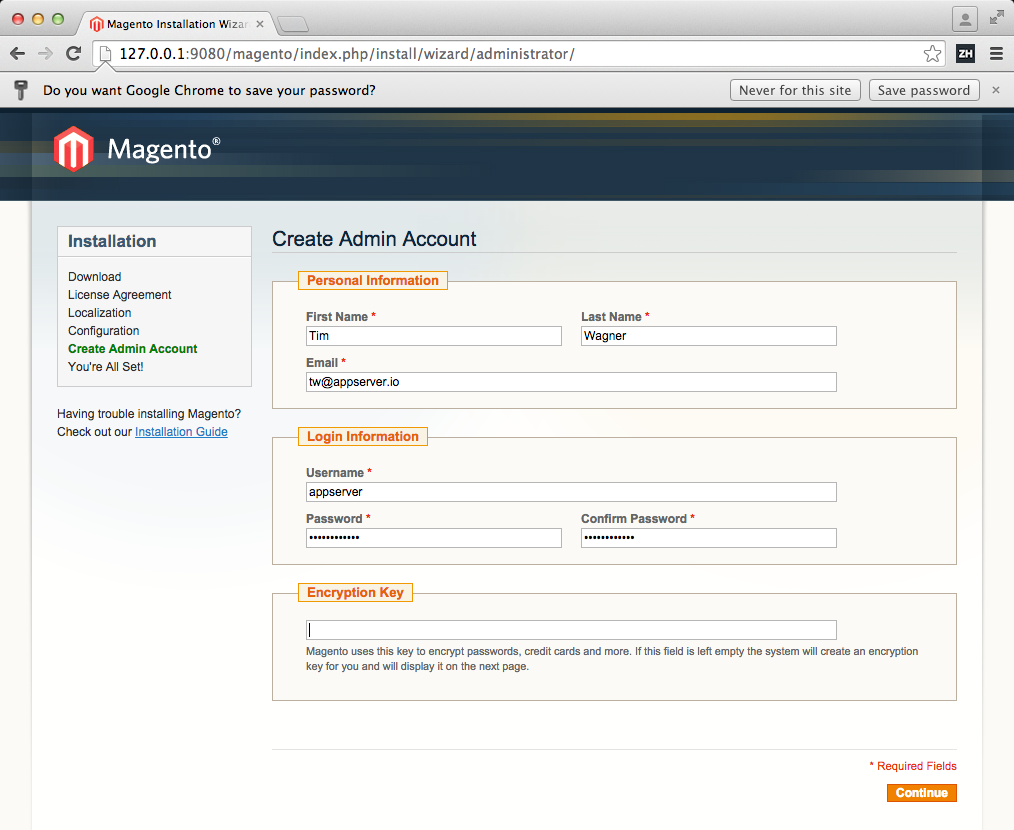 Magento Installation Wizar
127.0.0.1:9080/magento/index.php/install/wizard/administrator/
ZH
Do you want Google Chrome to save your password?
Never for this site
Save password
Magento®
Installation
Download
License Agreement
Localization
Configuration
Create Admin Account
You're All Set!
Having trouble installing Magento?
Check out our Installation Guide
Create Admin Account
Personal Information
First Name * Last Name *
Tim Wagner
Email *
tw@appserver.io
Login Information
Username *
appserver
Password * Confirm Password *
•••••••••••• ••••••••••••
Encryption Key
Magento uses this key to encrypt passwords, credit cards and more. If this field is left empty the system will create an encryption
key for you and will display it on the next page.
* Required Fields
Continue